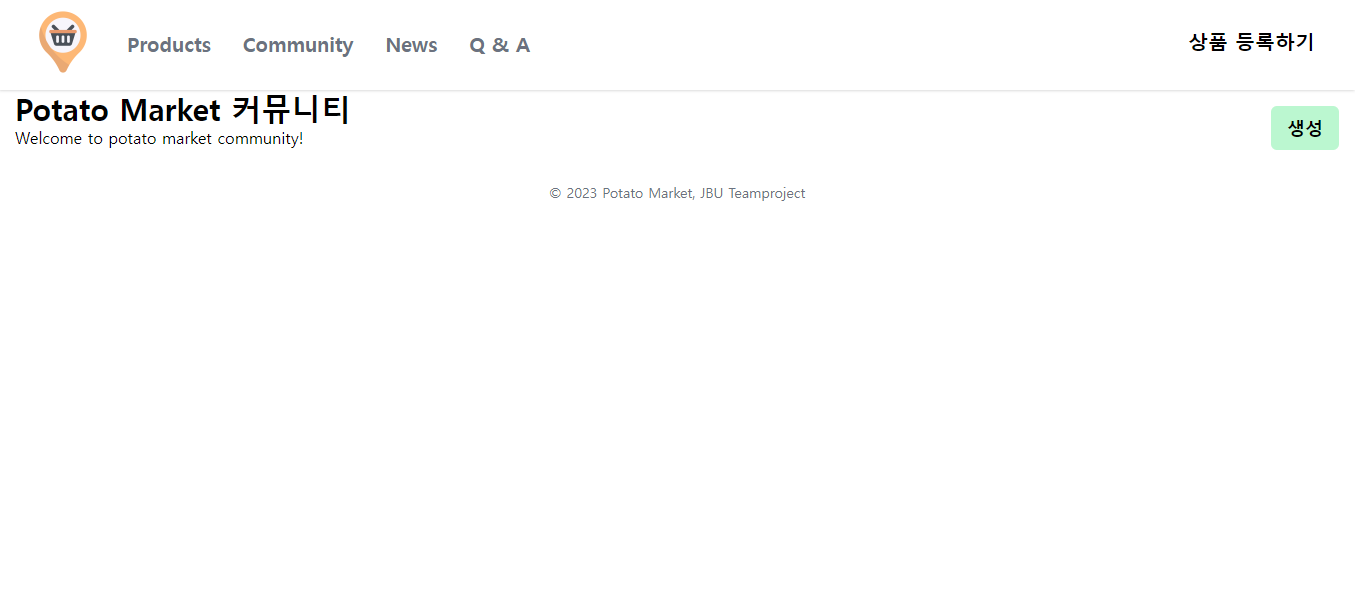 Products Community News Q & A 상품 등록하기
Potato Market 커뮤니티
Welcome to potato market community!
생성
© 2023 Potato Market, JBU Teamproject